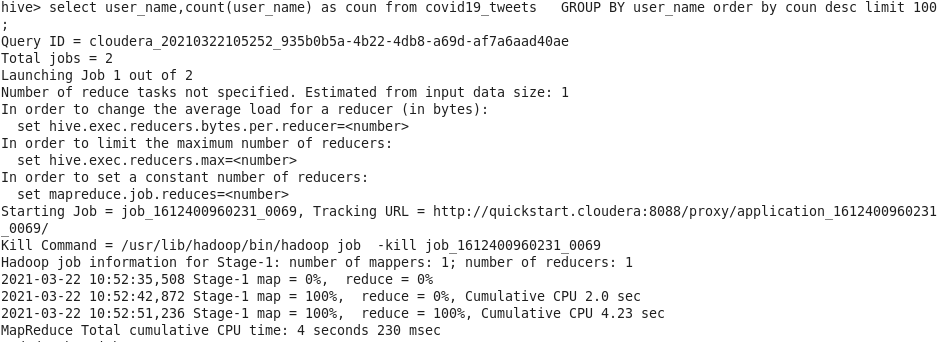 hive> select user_name,count(user_name) as coun from covid19_tweets   GROUP BY user_name order by coun desc limit 100
;
Query ID = cloudera_20210322105252_935b0b5a-4b22-4db8-a69d-af7a6aad40ae
Total jobs = 2
Launching Job 1 out of 2
Number of reduce tasks not specified. Estimated from input data size: 1
In order to change the average load for a reducer (in bytes):
  set hive.exec.reducers.bytes.per.reducer=<number>
In order to limit the maximum number of reducers:
  set hive.exec.reducers.max=<number>
In order to set a constant number of reducers:
  set mapreduce.job.reduces=<number>
Starting Job = job_1612400960231_0069, Tracking URL = http://quickstart.cloudera:8088/proxy/application_1612400960231
_0069/
Kill Command = /usr/lib/hadoop/bin/hadoop job  -kill job_1612400960231_0069
Hadoop job information for Stage-1: number of mappers: 1; number of reducers: 1
2021-03-22 10:52:35,508 Stage-1 map = 0%,  reduce = 0%
2021-03-22 10:52:42,872 Stage-1 map = 100%,  reduce = 0%, Cumulative CPU 2.0 sec
2021-03-22 10:52:51,236 Stage-1 map = 100%,  reduce = 100%, Cumulative CPU 4.23 sec
MapReduce Total cumulative CPU time: 4 seconds 230 msec